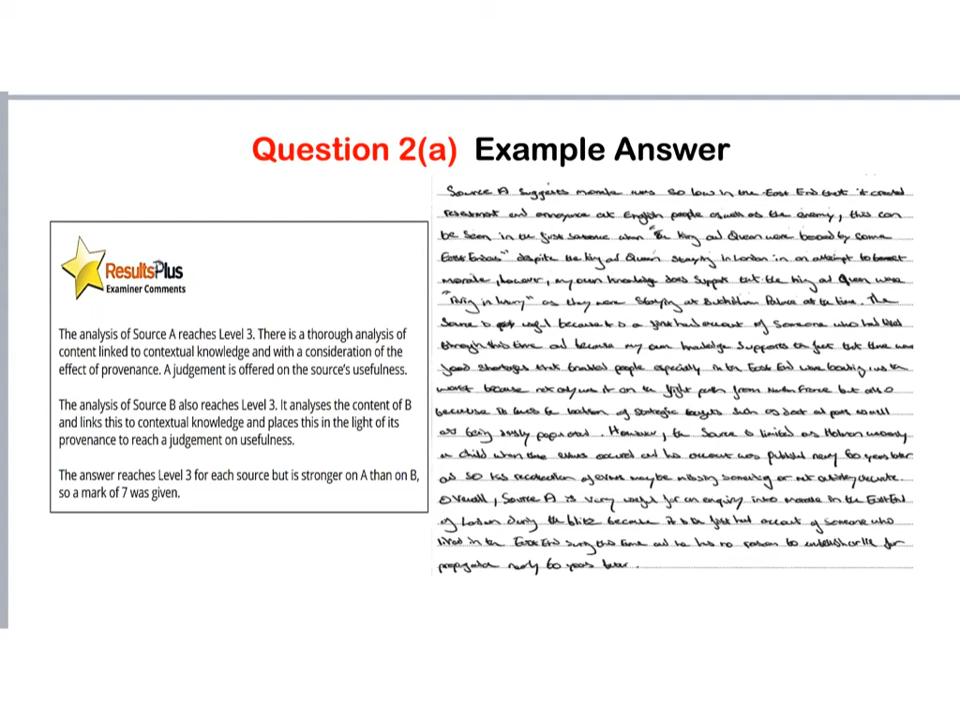 Question 2(a) Example Answer
ResultsPlus
Examiner Comments
The analysis of Source A reaches Level 3. There is a thorough analysis of
content linked to contextual knowledge and with a consideration of the
effect of provenance. A judgement is offered on the source's usefulness.
The analysis of Source B also reaches Level 3. It analyses the content of B
and links this to contextual knowledge and places this in the light of its
provenance to reach a judgement on usefulness.
The answer reaches Level 3 for each source but is stronger on A than on B,
so a mark of 7 was given.
Source A suggests morale was so low in the East End that it created
resentment and annoyance at English people as well as the enemy, this can
be seen in the first sentence when "the king and Queen were booed by some
East Enders" despite the king and Queen staying in London in an attempt to boost
morale, however, my own knowledge does support that the king and Queen were
"living in luxury" as they were staying at Buckingham Palace at the time. The
source is useful because it is a first hand account of someone who had lived
through this time and because my own knowledge supports the fact that there was
food shortages that people especially in the East End were
worst because not only was it on the flight path from Northern France but also
because it was the location of strategic targets such as dock and port as well
as being densely populated. However, the source is limited as was only
a child when these events occured and his account was published nearly 60 years later
and so his recollection of events may be missing something or not entirely accurate.
Overall, Source A is very useful for an enquiry into morale in the East End
of London during the blitz because it is the first hand account of someone who
lived in the East End during this time and he has no reason to for
propaganda nearly 60 years later.